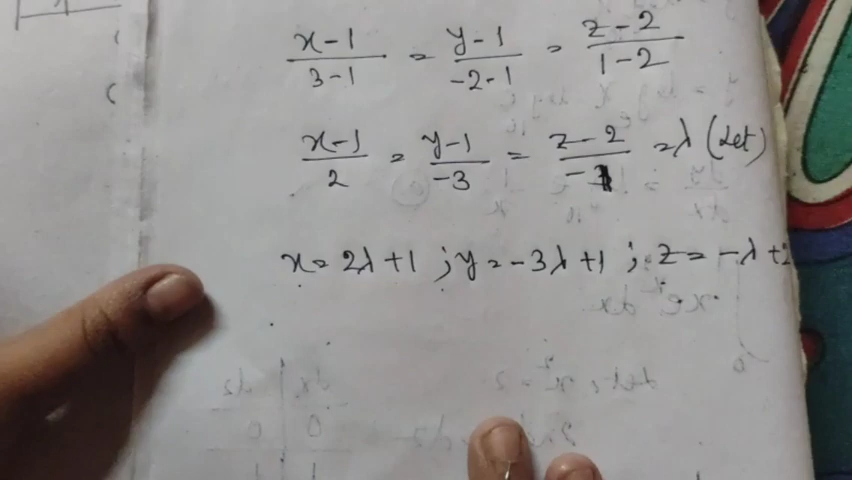 x-1/3-1 = y-1/-2-1 = z-2/1-2
x-1/2 = y-1/-3 = z-2/-1 = λ (Let)
x = 2λ+1 ; y = -3λ+1 ; z = -λ+2